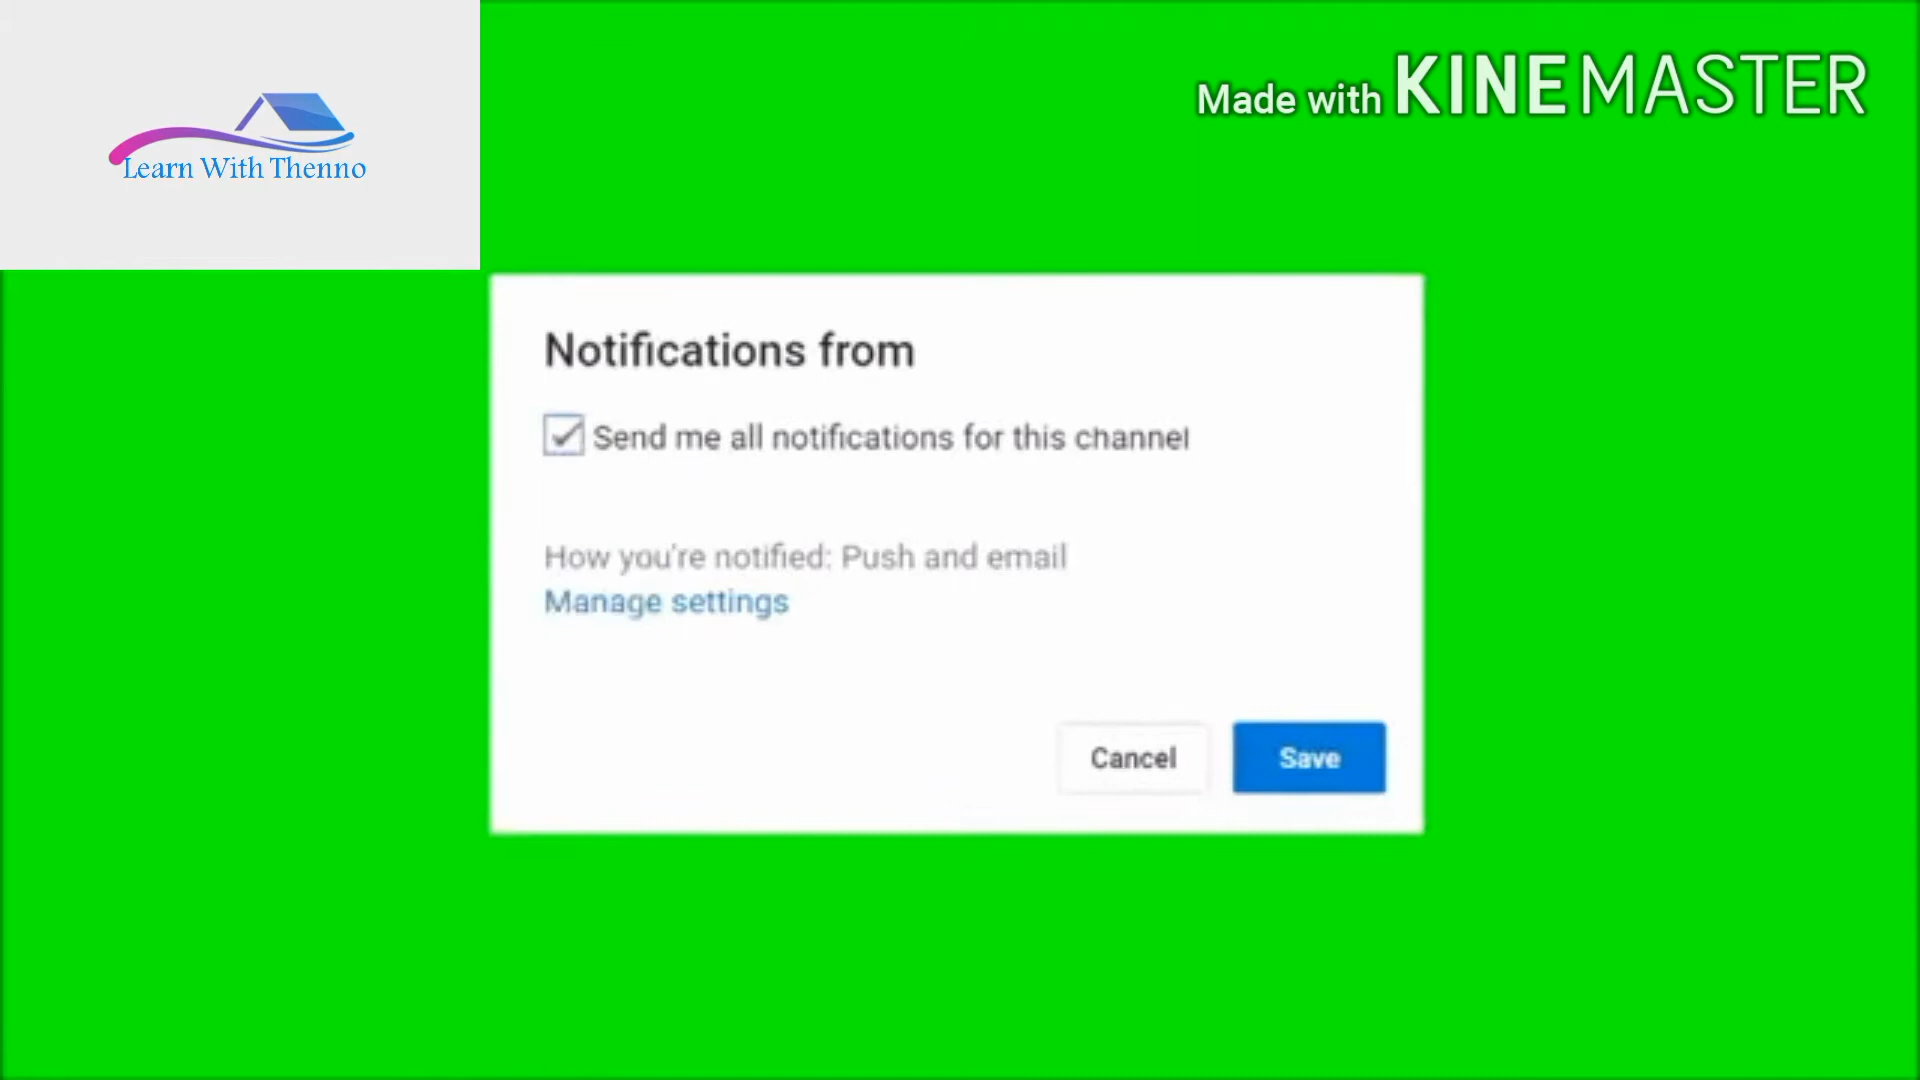 Learn With Thenno
Made with KINEMASTER
Notifications from
Send me all notifications for this channel
How you're notified: Push and email
Manage settings
Cancel
Save